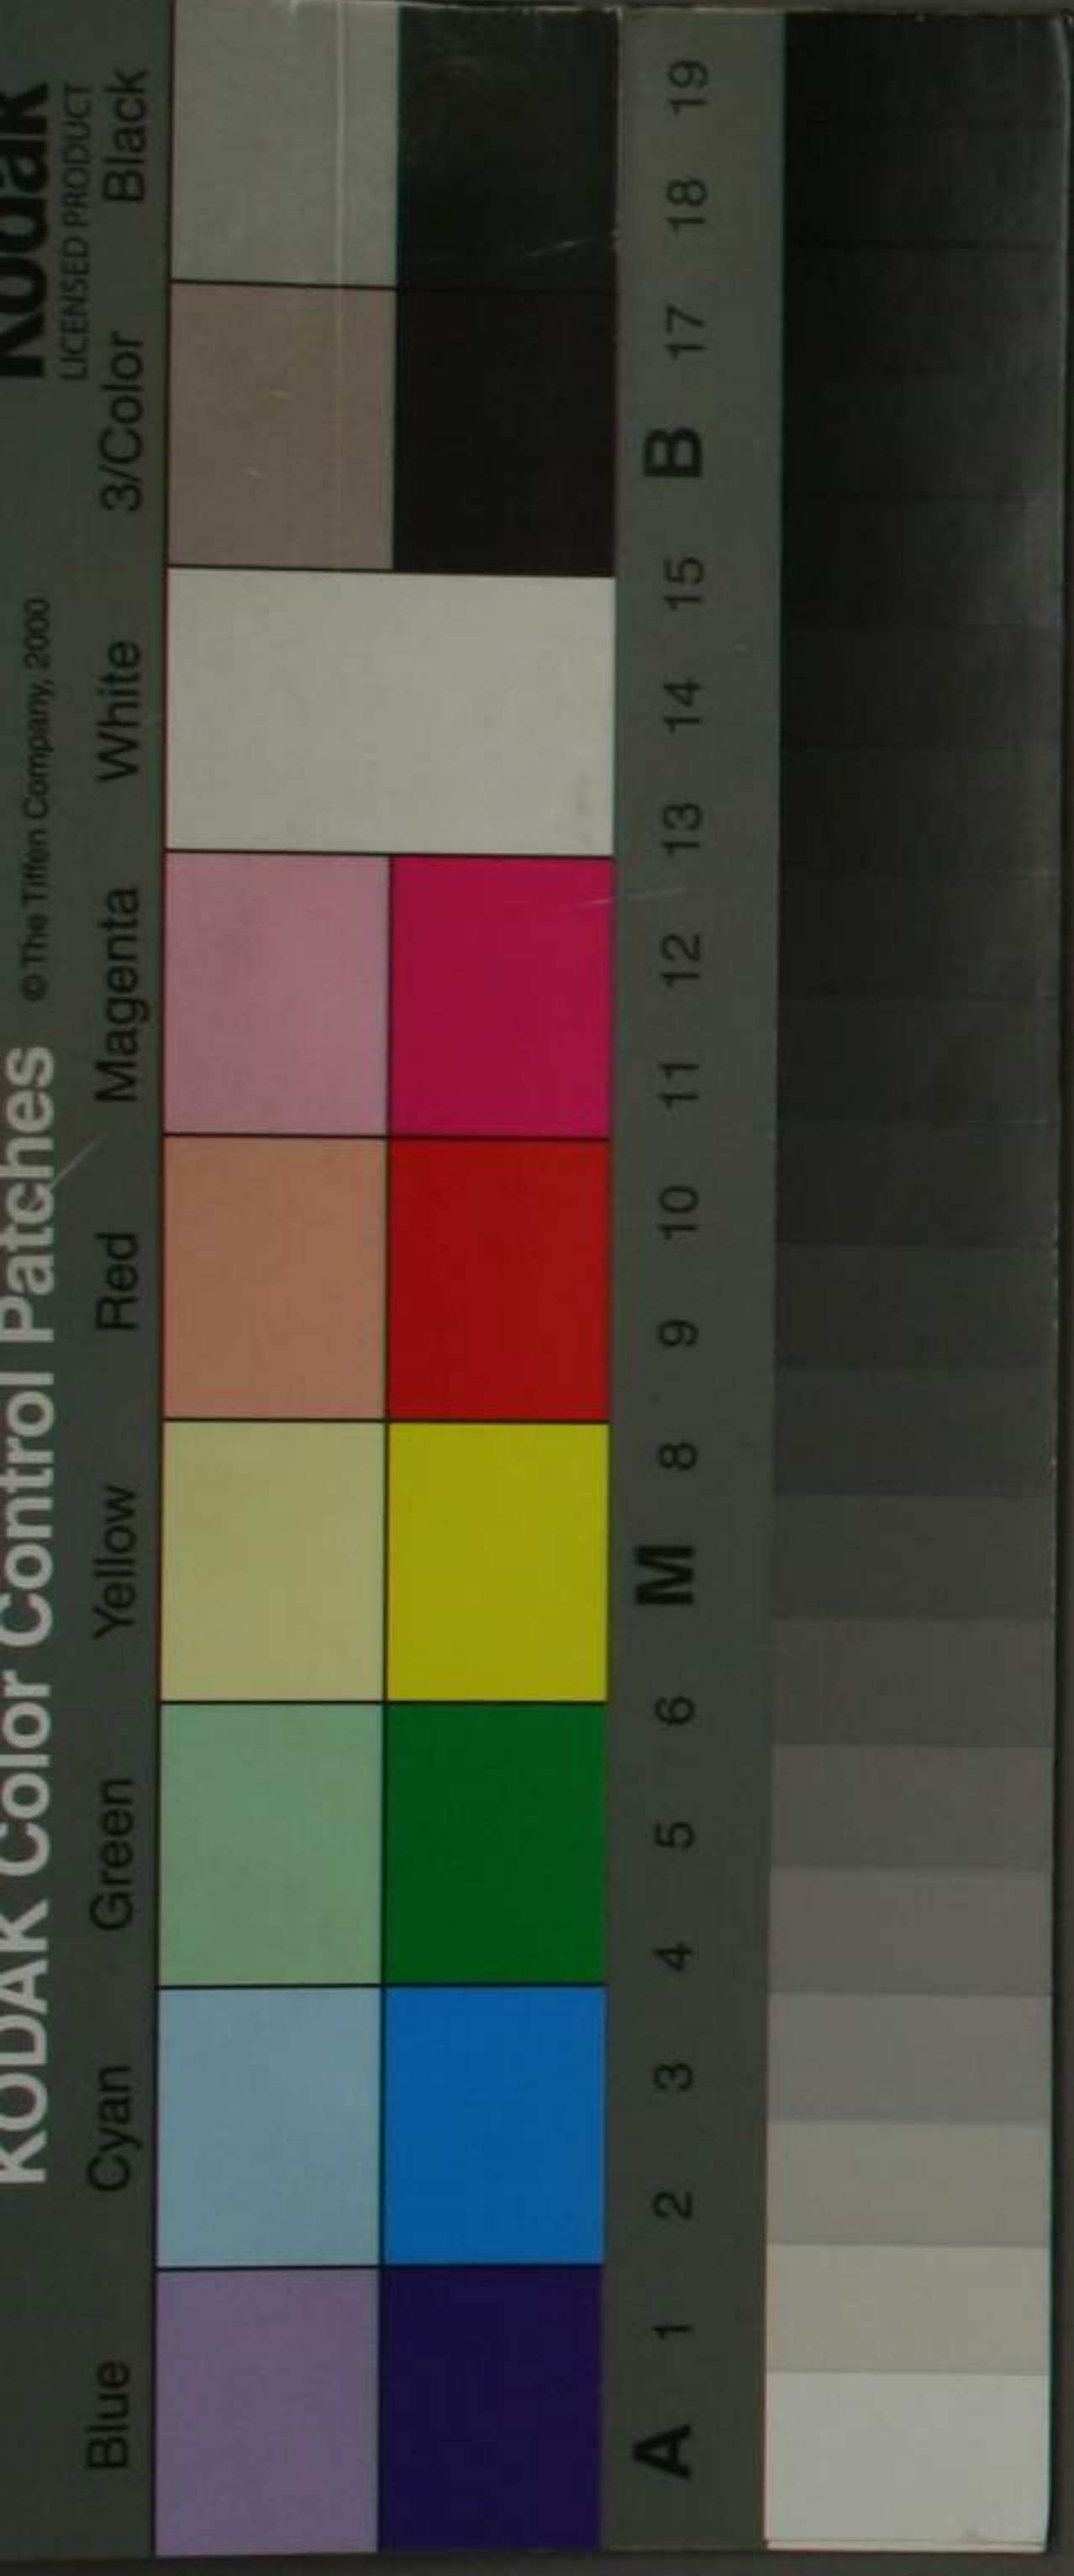 Kodak
LICENSED PRODUCT
KODAK Color Control Patches © The Tiffen Company, 2000
Blue Cyan Green Yellow Red Magenta White 3/Color Black
A 1 2 3 4 5 6 M 8 9 10 11 12 13 14 15 B 17 18 19